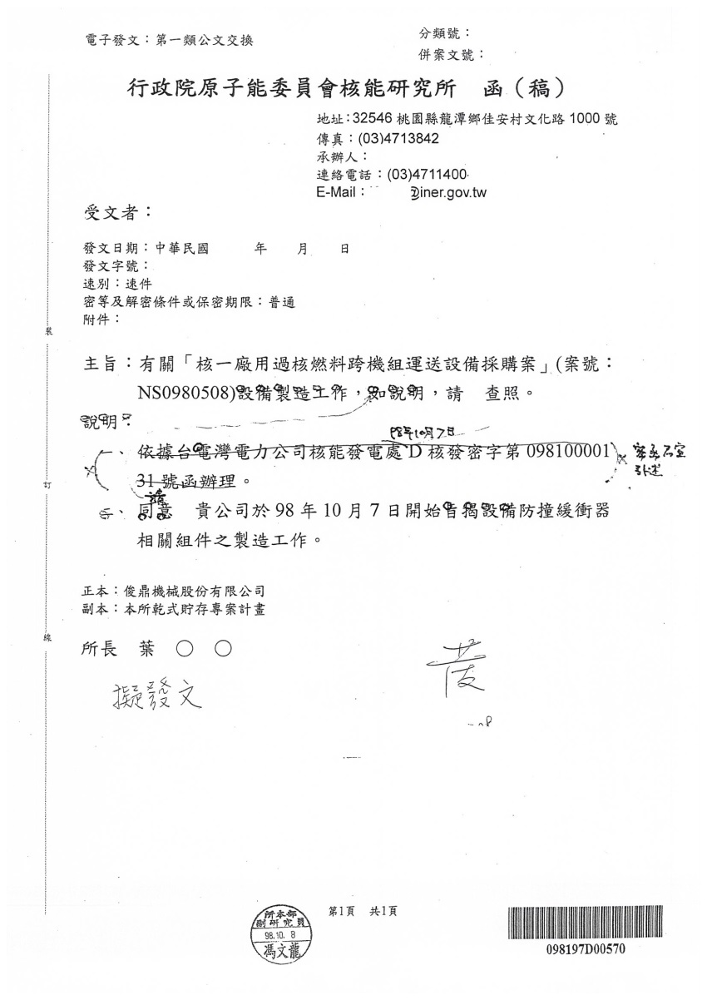 電子發文：第一類公文交換
分類號：
併案文號：
行政院原子能委員會核能研究所　函（稿）
地址：32546 桃園縣龍潭鄉佳安村文化路 1000 號
傳真：(03)4713842
承辦人：
連絡電話：(03)4711400
E-Mail：
iner.gov.tw
受文者：
發文日期：中華民國　　年　月　日
發文字號：
速別：速件
密等及解密條件或保密期限：普通
附件：
裝
主旨：有關「核一廠用過核燃料跨機組運送設備採購案」(案號：
NS0980508)設備製造工作，如說明，請　查照。
說明：
98年10月7日
一、依據台電灣電力公司核能發電處 D 核發密字第 098100001
31 號函辦理。
密函不宜
引述
訂
請
同意　貴公司於 98 年 10 月 7 日開始首揭設備防撞緩衝器
相關組件之製造工作。
正本：俊鼎機械股份有限公司
副本：本所乾式貯存專案計畫
線
所長　葉　○　○
擬發文
第1頁　共1頁
所本部
副研究員
98.10. 8
馮文龍
098197D00570